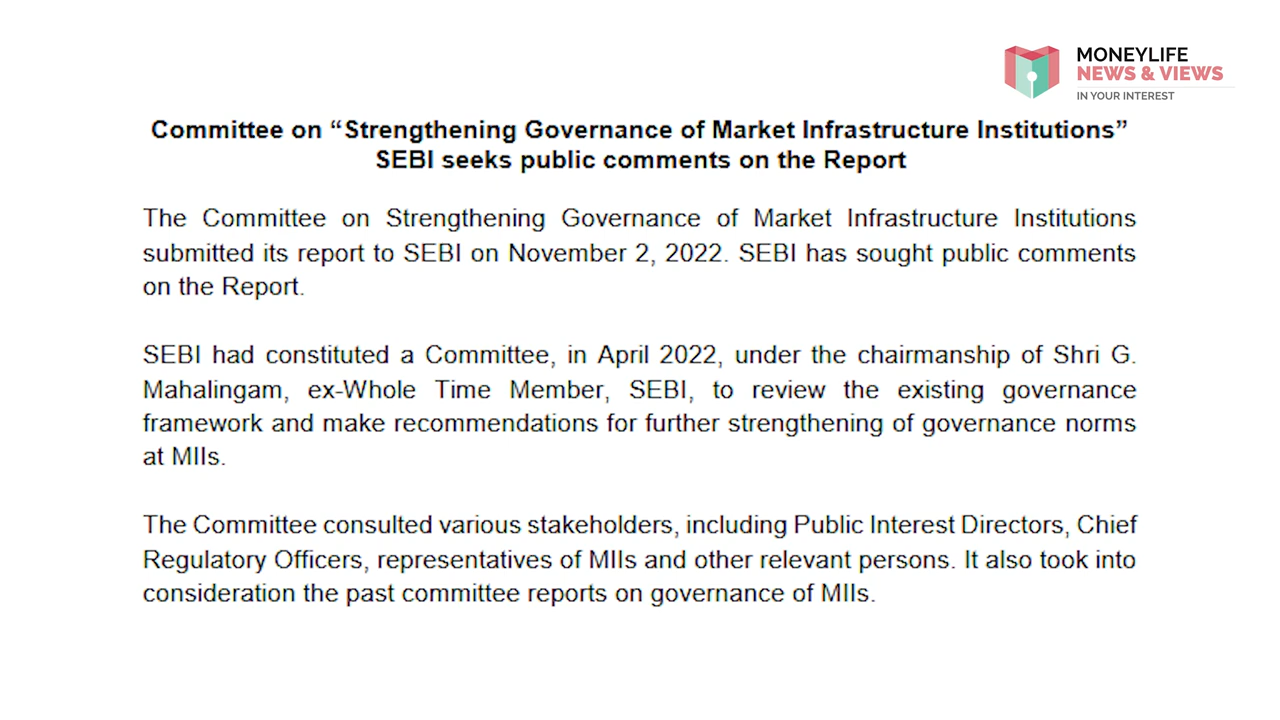 MONEYLIFE
NEWS & VIEWS
IN YOUR INTEREST
Committee on “Strengthening Governance of Market Infrastructure Institutions”
SEBI seeks public comments on the Report
The Committee on Strengthening Governance of Market Infrastructure Institutions
submitted its report to SEBI on November 2, 2022. SEBI has sought public comments
on the Report.
SEBI had constituted a Committee, in April 2022, under the chairmanship of Shri G.
Mahalingam, ex-Whole Time Member, SEBI, to review the existing governance
framework and make recommendations for further strengthening of governance norms
at MIIs.
The Committee consulted various stakeholders, including Public Interest Directors, Chief
Regulatory Officers, representatives of MIIs and other relevant persons. It also took into
consideration the past committee reports on governance of MIIs.